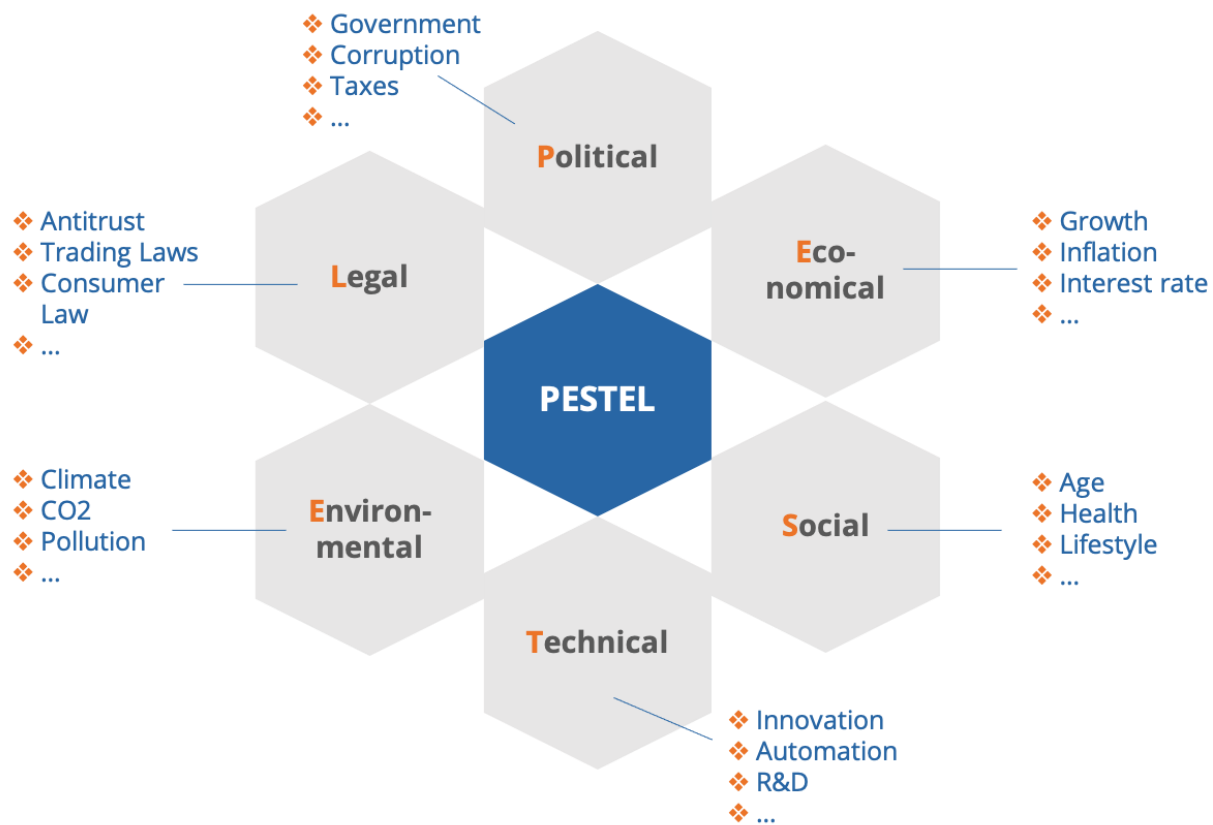 ❖ Government
❖ Corruption
❖ Taxes
❖ ...
Political
❖ Antitrust
❖ Trading Laws
❖ Consumer
Law
❖ ...
Legal
Eco-
nomical
❖ Growth
❖ Inflation
❖ Interest rate
❖ ...
PESTEL
❖ Climate
❖ CO2
❖ Pollution
❖ ...
Environ-
mental
Social
❖ Age
❖ Health
❖ Lifestyle
❖ ...
Technical
❖ Innovation
❖ Automation
❖ R&D
❖ ...